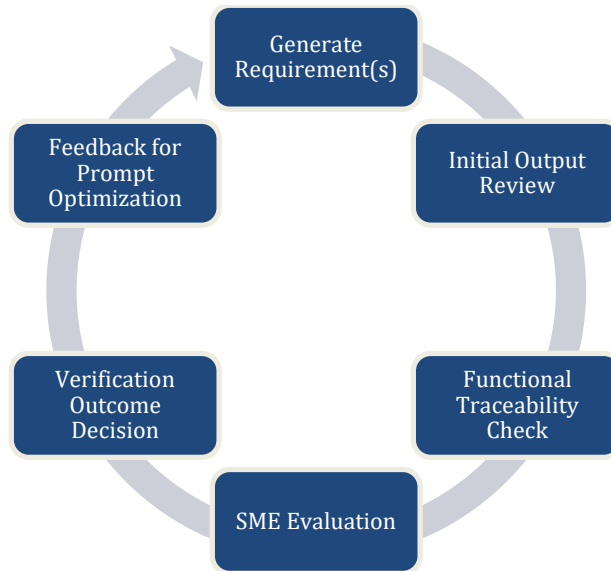 Generate
Requirement(s)
Initial Output
Review
Functional
Traceability
Check
SME Evaluation
Verification
Outcome
Decision
Feedback for
Prompt
Optimization